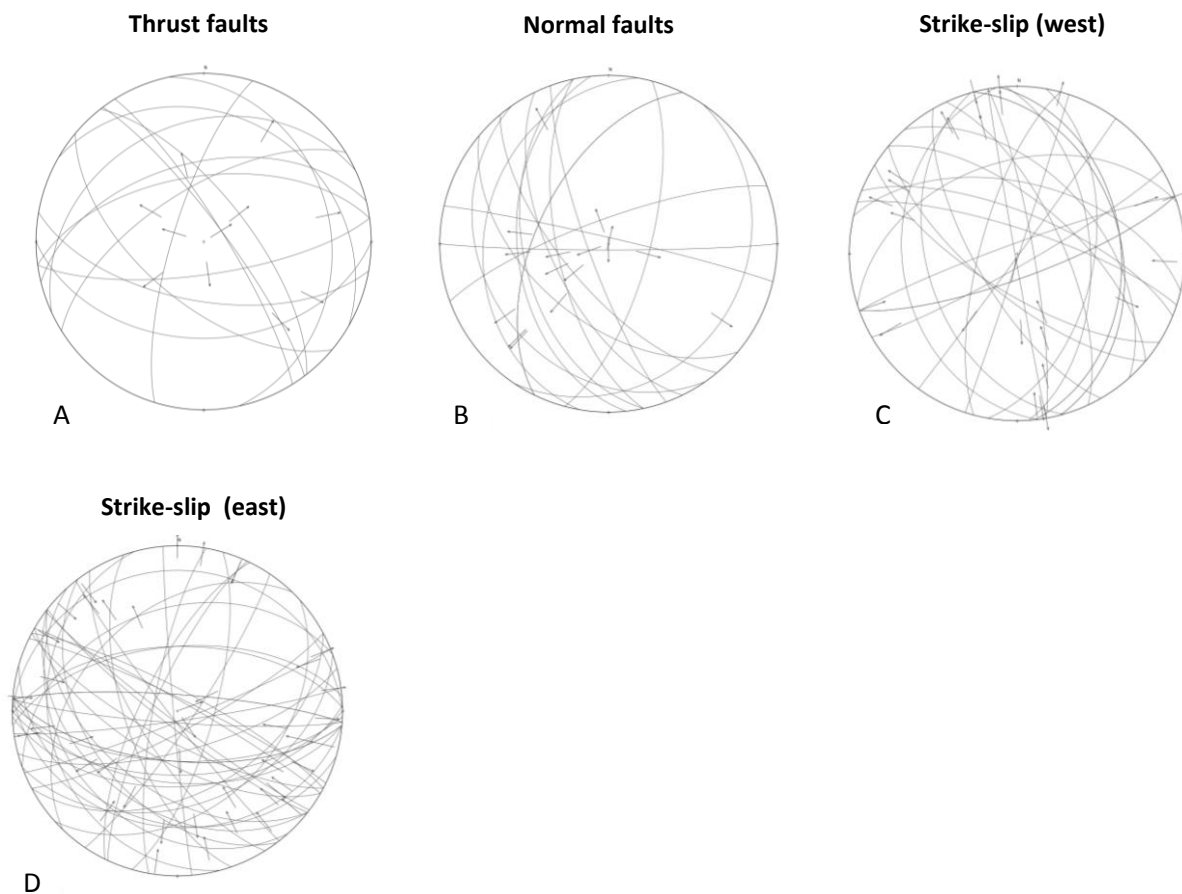 Thrust faults
Normal faults
Strike-slip (west)
N
N
N
A
B
C
Strike-slip (east)
D